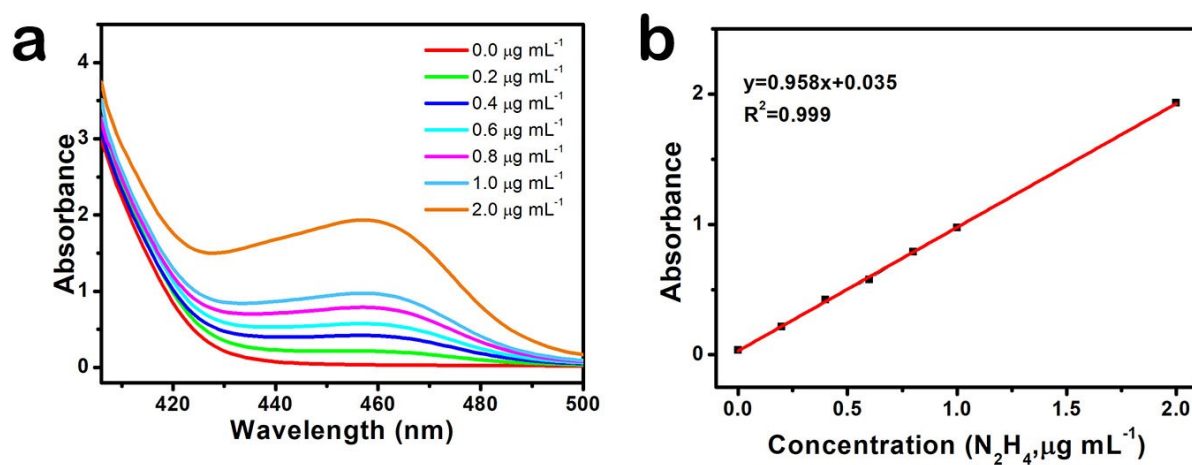 a
4
3
2
1
0
Absorbance
420
440
460
480
500
Wavelength (nm)
0.0 μg mL⁻¹
0.2 μg mL⁻¹
0.4 μg mL⁻¹
0.6 μg mL⁻¹
0.8 μg mL⁻¹
1.0 μg mL⁻¹
2.0 μg mL⁻¹
b
y=0.958x+0.035
R²=0.999
2
1
0
Absorbance
0.0
0.5
1.0
1.5
2.0
Concentration (N₂H₄,μg mL⁻¹)